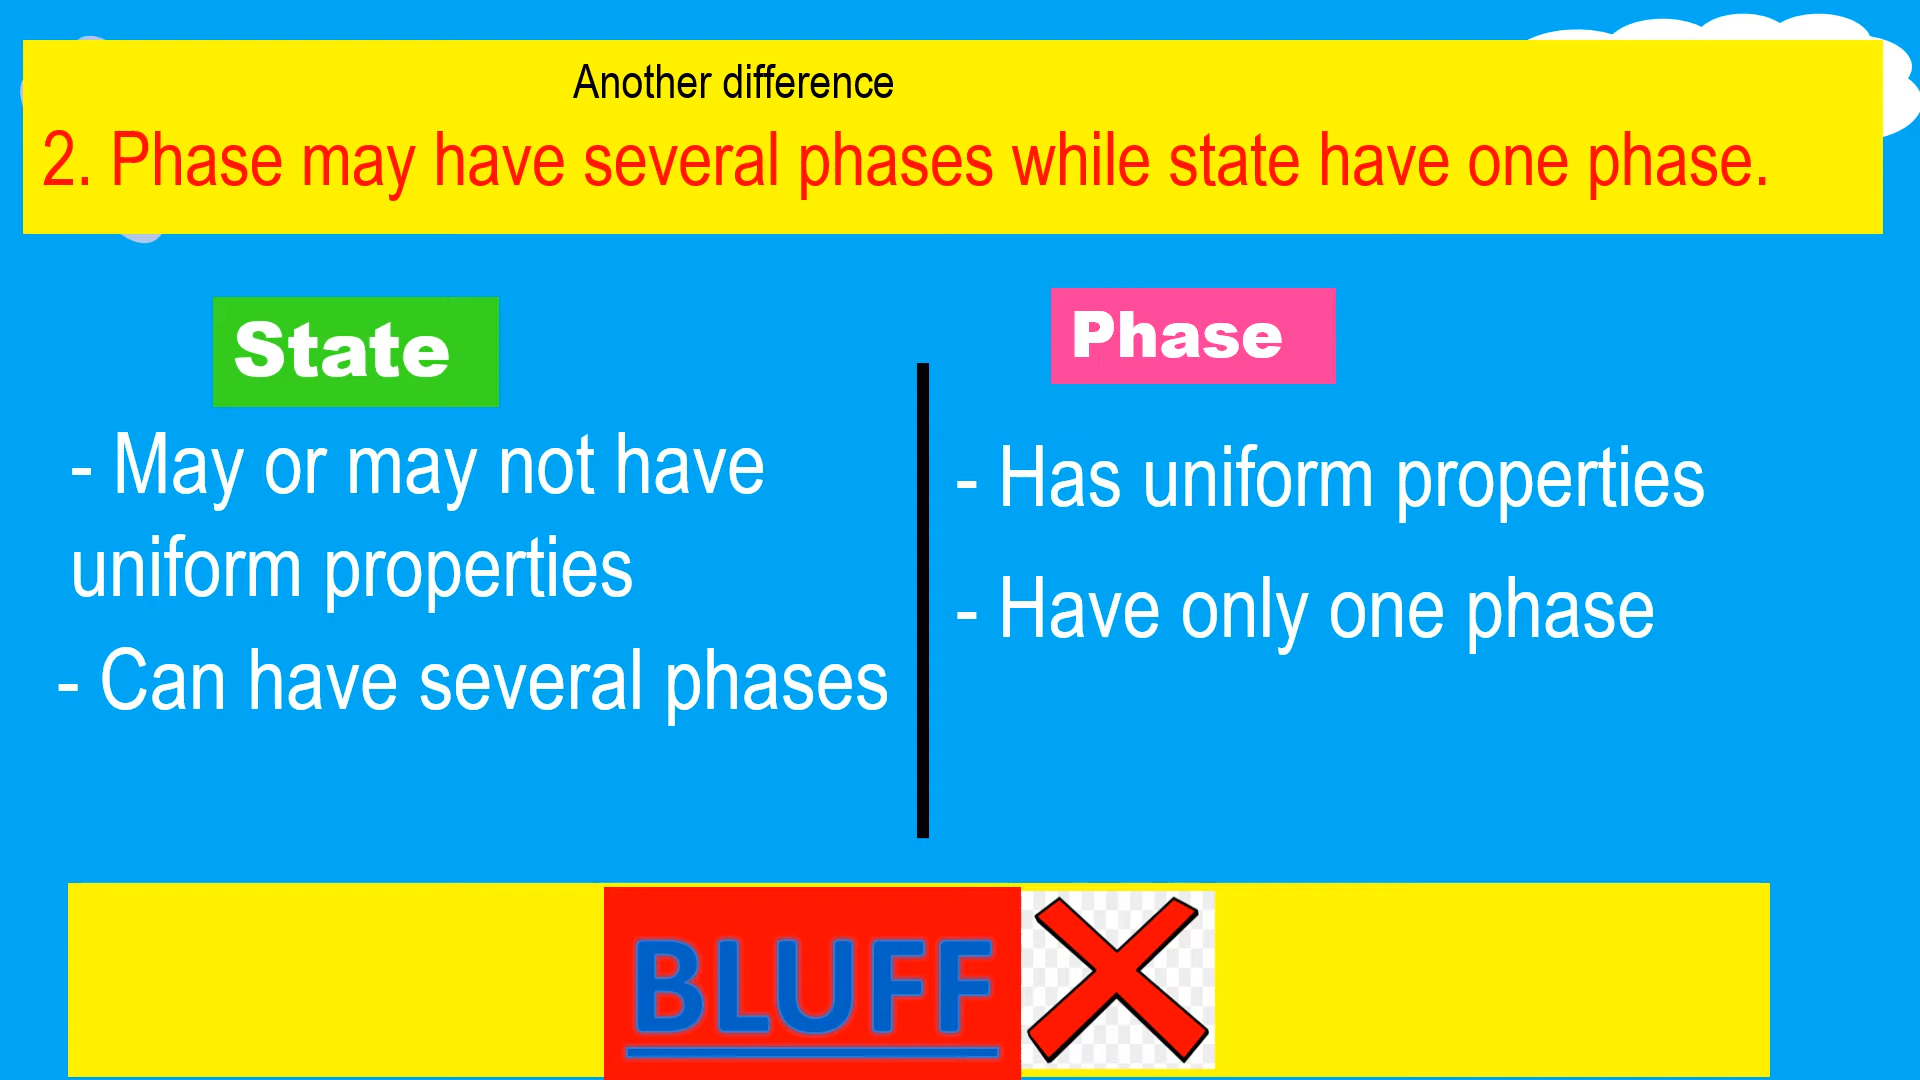 Another difference
2. Phase may have several phases while state have one phase.
State
- May or may not have
uniform properties
- Can have several phases
Phase
- Has uniform properties
- Have only one phase
BLUFF